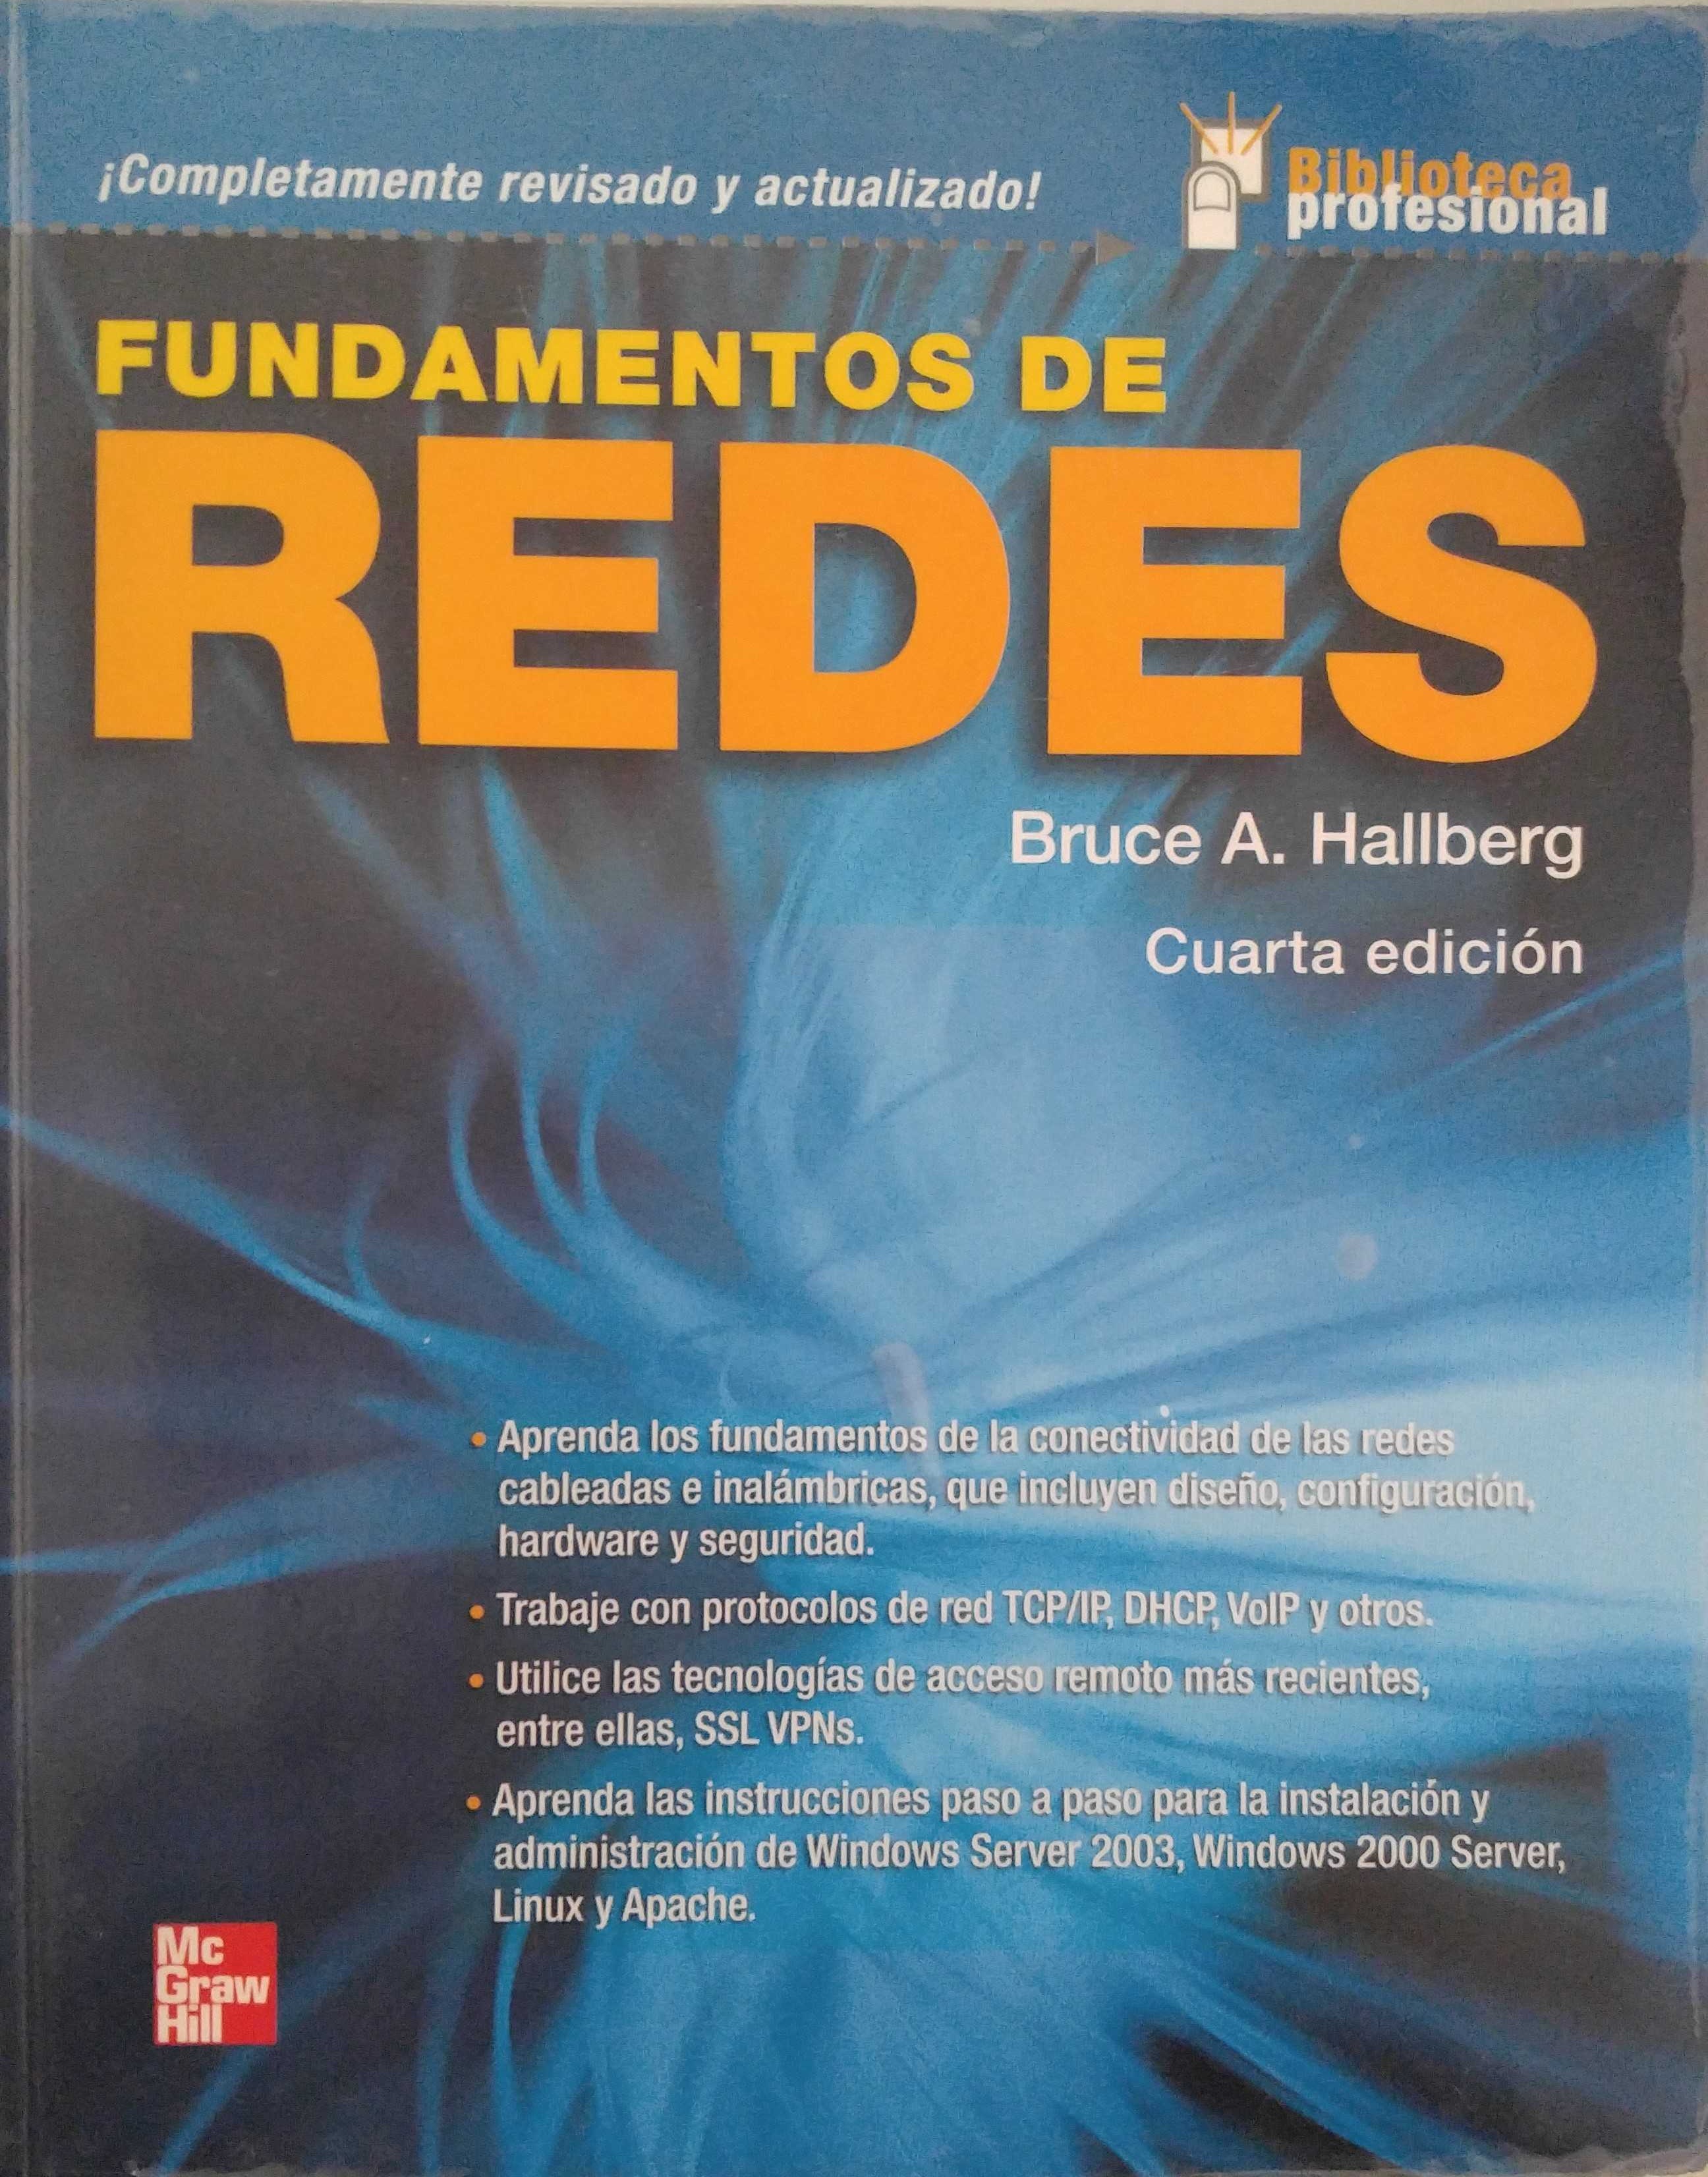 ¡Completamente revisado y actualizado!
Biblioteca
profesional
FUNDAMENTOS DE
REDES
Bruce A. Hallberg
Cuarta edición
• Aprenda los fundamentos de la conectividad de las redes
cableadas e inalámbricas, que incluyen diseño, configuración,
hardware y seguridad.
• Trabaje con protocolos de red TCP/IP, DHCP, VoIP y otros.
• Utilice las tecnologías de acceso remoto más recientes,
entre ellas, SSL VPNs.
• Aprenda las instrucciones paso a paso para la instalación y
administración de Windows Server 2003, Windows 2000 Server,
Linux y Apache.
Mc
Graw
Hill